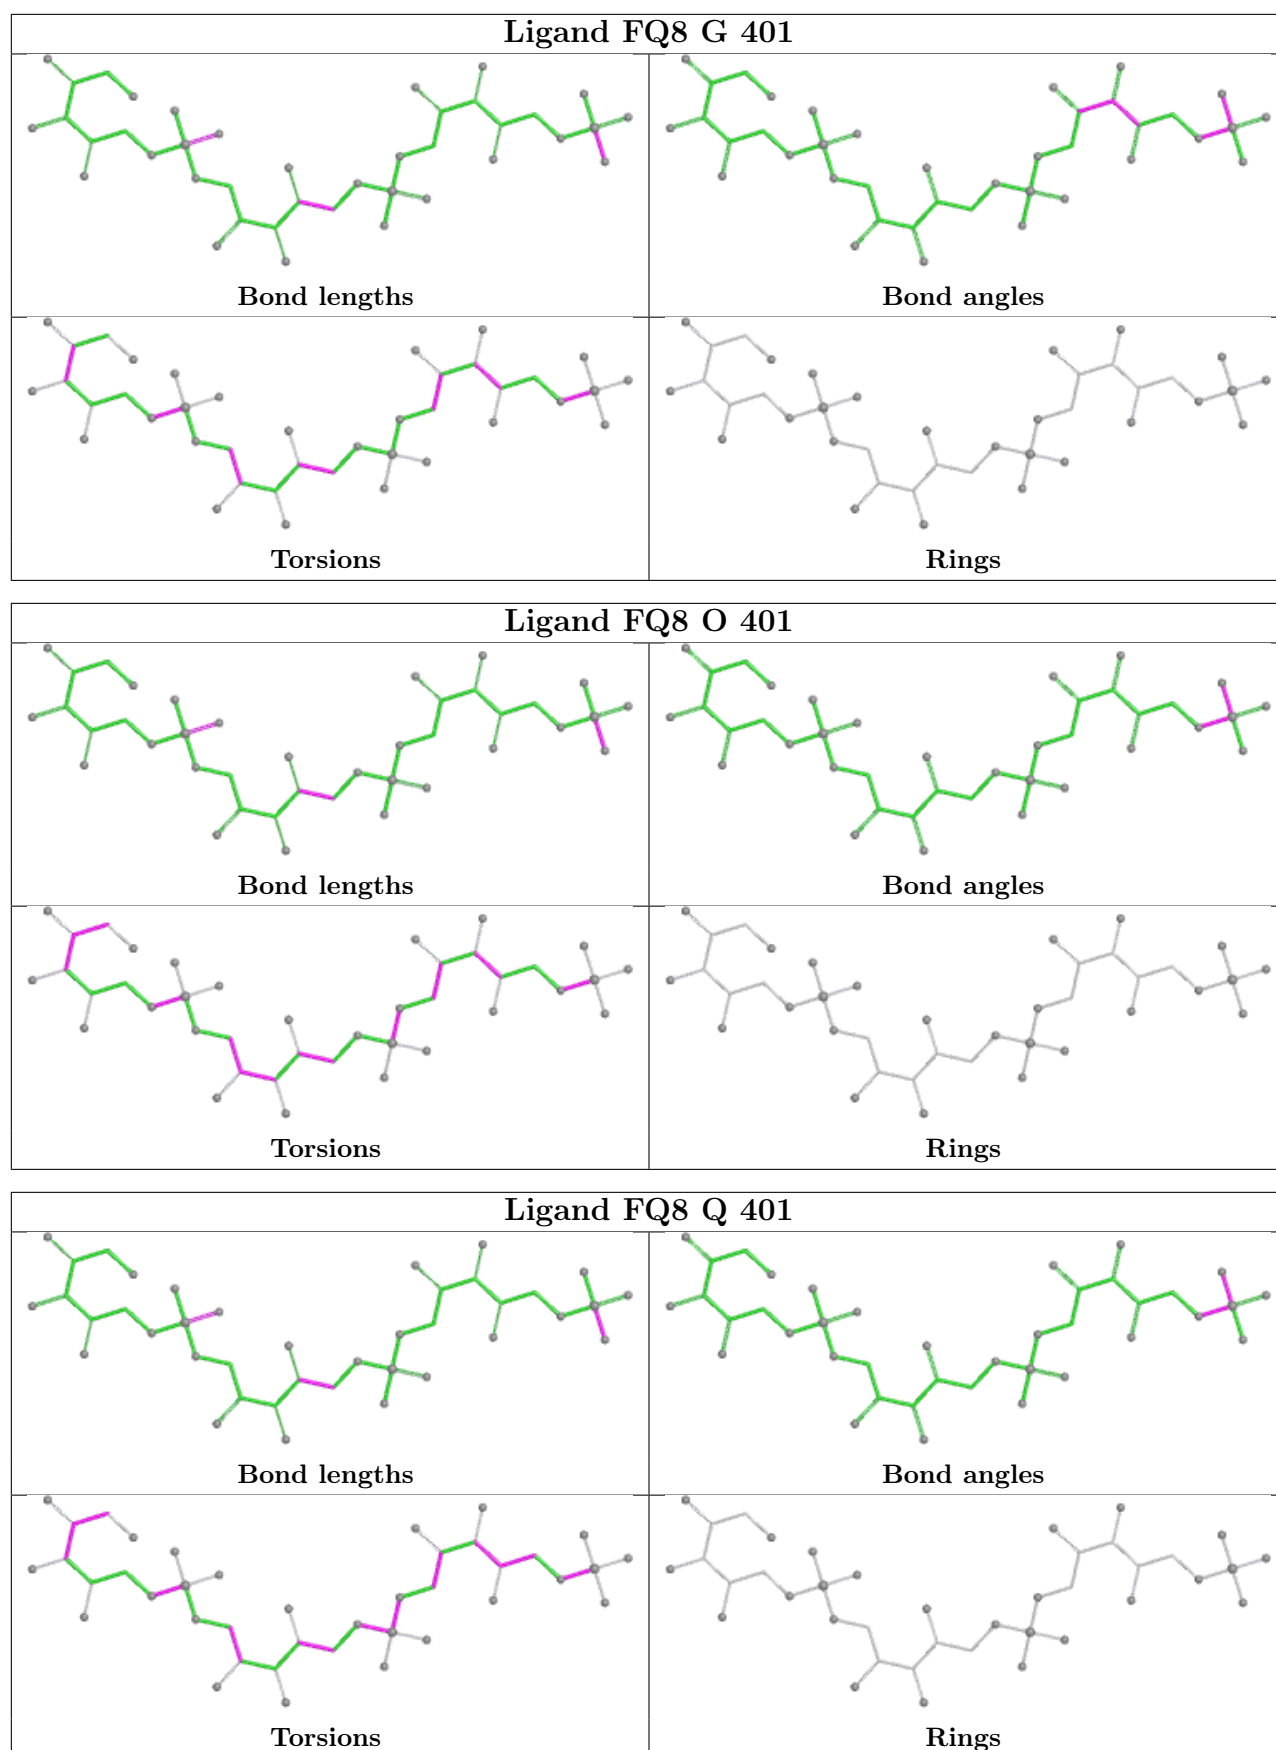 Ligand FQ8 G 401
Bond lengths
Bond angles
Torsions
Rings
Ligand FQ8 O 401
Bond lengths
Bond angles
Torsions
Rings
Ligand FQ8 Q 401
Bond lengths
Bond angles
Torsions
Rings